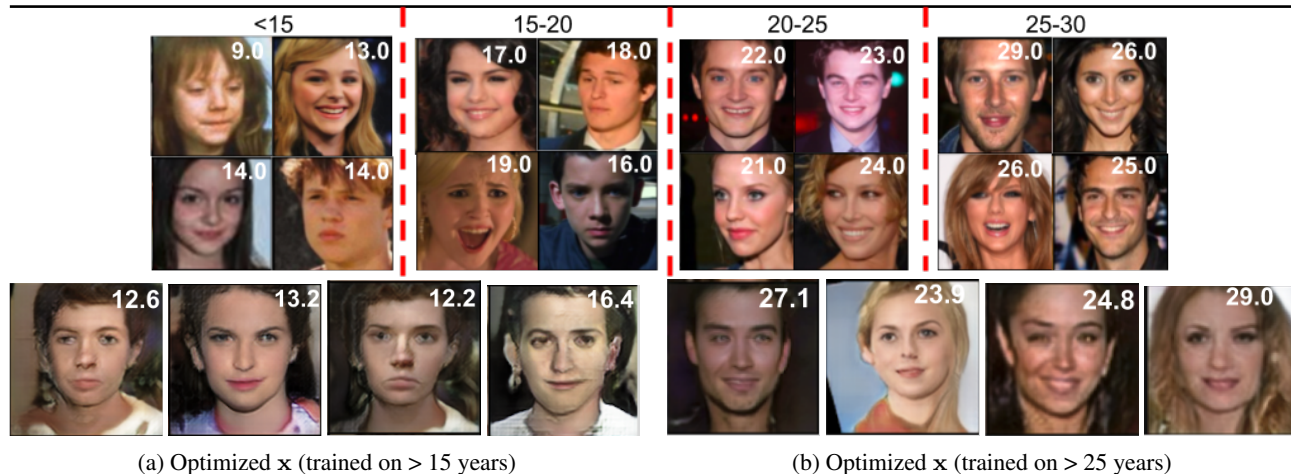 <15 15-20 20-25 25-30
9.0 13.0 17.0 18.0 22.0 23.0 29.0 26.0
14.0 14.0 19.0 16.0 21.0 24.0 26.0 25.0
12.6 13.2 12.2 16.4 27.1 23.9 24.8 29.0
(a) Optimized x (trained on > 15 years) (b) Optimized x (trained on > 25 years)